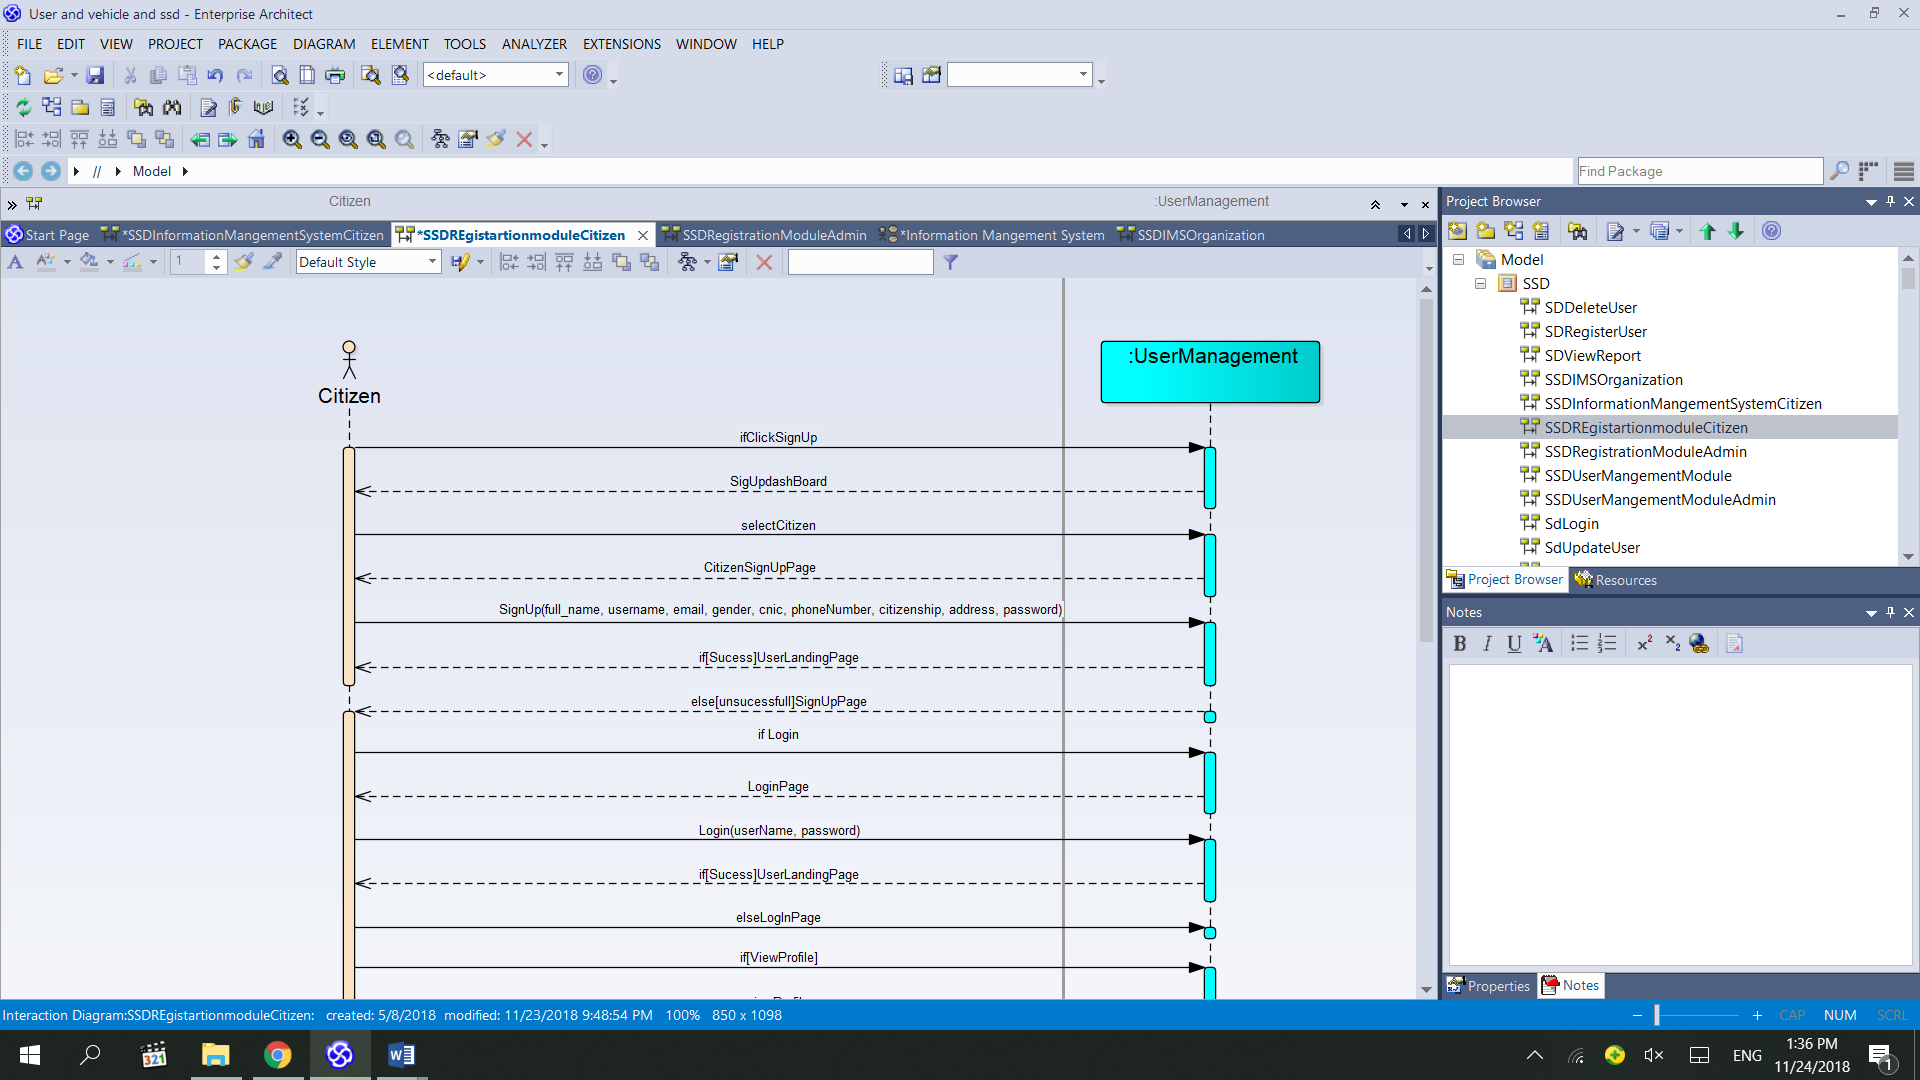 User and vehicle and ssd - Enterprise Architect
FILE EDIT VIEW PROJECT PACKAGE DIAGRAM ELEMENT TOOLS ANALYZER EXTENSIONS WINDOW HELP
<default>
// Model
Find Package
Citizen :UserManagement
Project Browser
Start Page *SSDInformationMangementSystemCitizen *SSDREgistartionmoduleCitizen SSDRegistrationModuleAdmin *Information Mangement System SSDIMSOrganization
1 Default Style
Model
SSD
SDDeleteUser
SDRegisterUser
SDViewReport
SSDIMSOrganization
SSDInformationMangementSystemCitizen
SSDREgistartionmoduleCitizen
SSDRegistrationModuleAdmin
SSDUserMangementModule
SSDUserMangementModuleAdmin
SdLogin
SdUpdateUser
Project Browser Resources
Notes
B I U A
Properties Notes
Citizen
:UserManagement
ifClickSignUp
SigUpdashBoard
selectCitizen
CitizenSignUpPage
SignUp(full_name, username, email, gender, cnic, phoneNumber, citizenship, address, password)
if[Sucess]UserLandingPage
else[unsucessfull]SignUpPage
if Login
LoginPage
Login(userName, password)
if[Sucess]UserLandingPage
elseLogInPage
if[ViewProfile]
Interaction Diagram:SSDREgistartionmoduleCitizen: created: 5/8/2018 modified: 11/23/2018 9:48:54 PM 100% 850 x 1098
CAP NUM SCRL
321
ENG
1:36 PM
11/24/2018
1